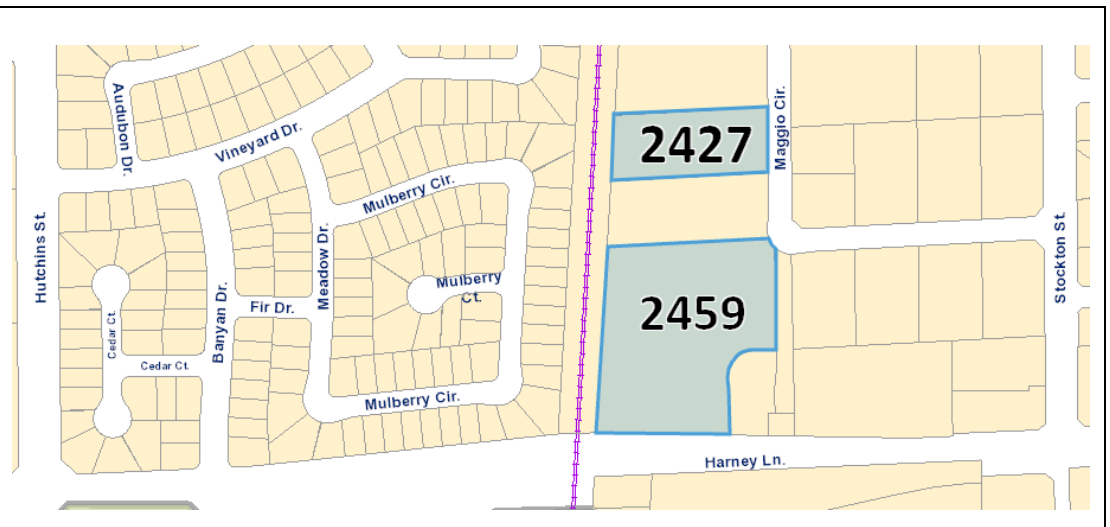 Audubon Dr.
Vineyard Dr.
2427
Maggio Cir.
Mulberry Cir.
Hutchins St.
Meadow Dr.
Mulberry
Ct.
Stockton St.
Banyan Dr.
Fir Dr.
2459
Cedar Ct.
Cedar Ct.
Mulberry Cir.
Harney Ln.